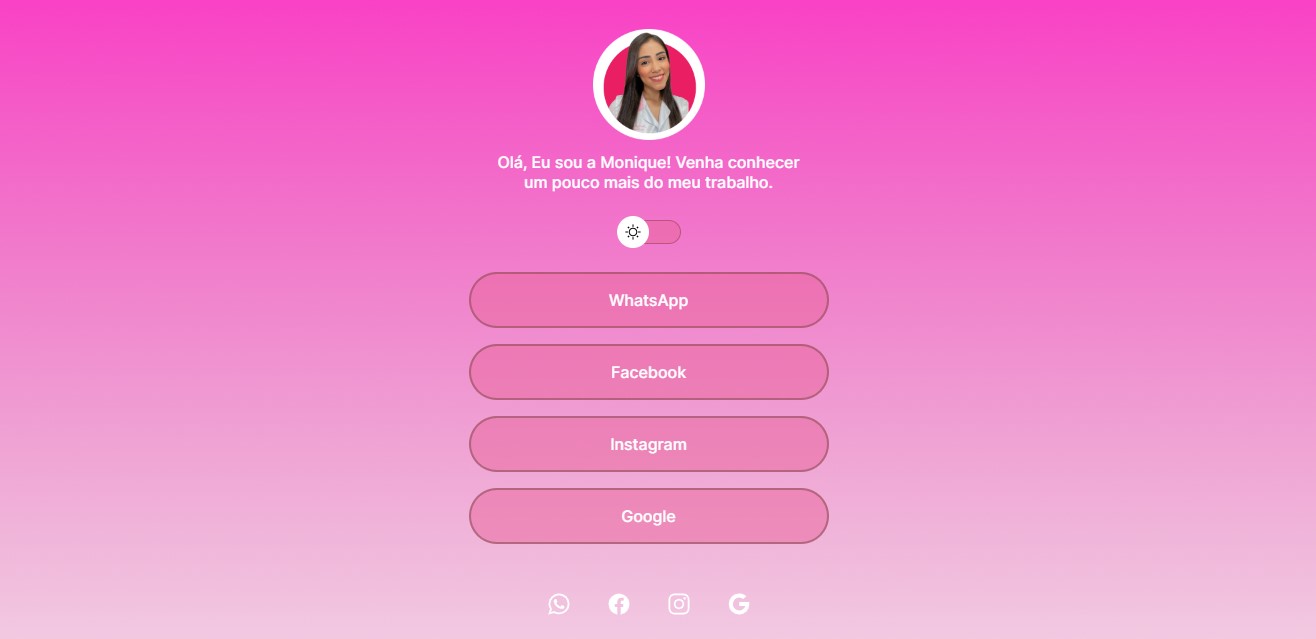 Olá, Eu sou a Monique! Venha conhecer
um pouco mais do meu trabalho.
WhatsApp
Facebook
Instagram
Google